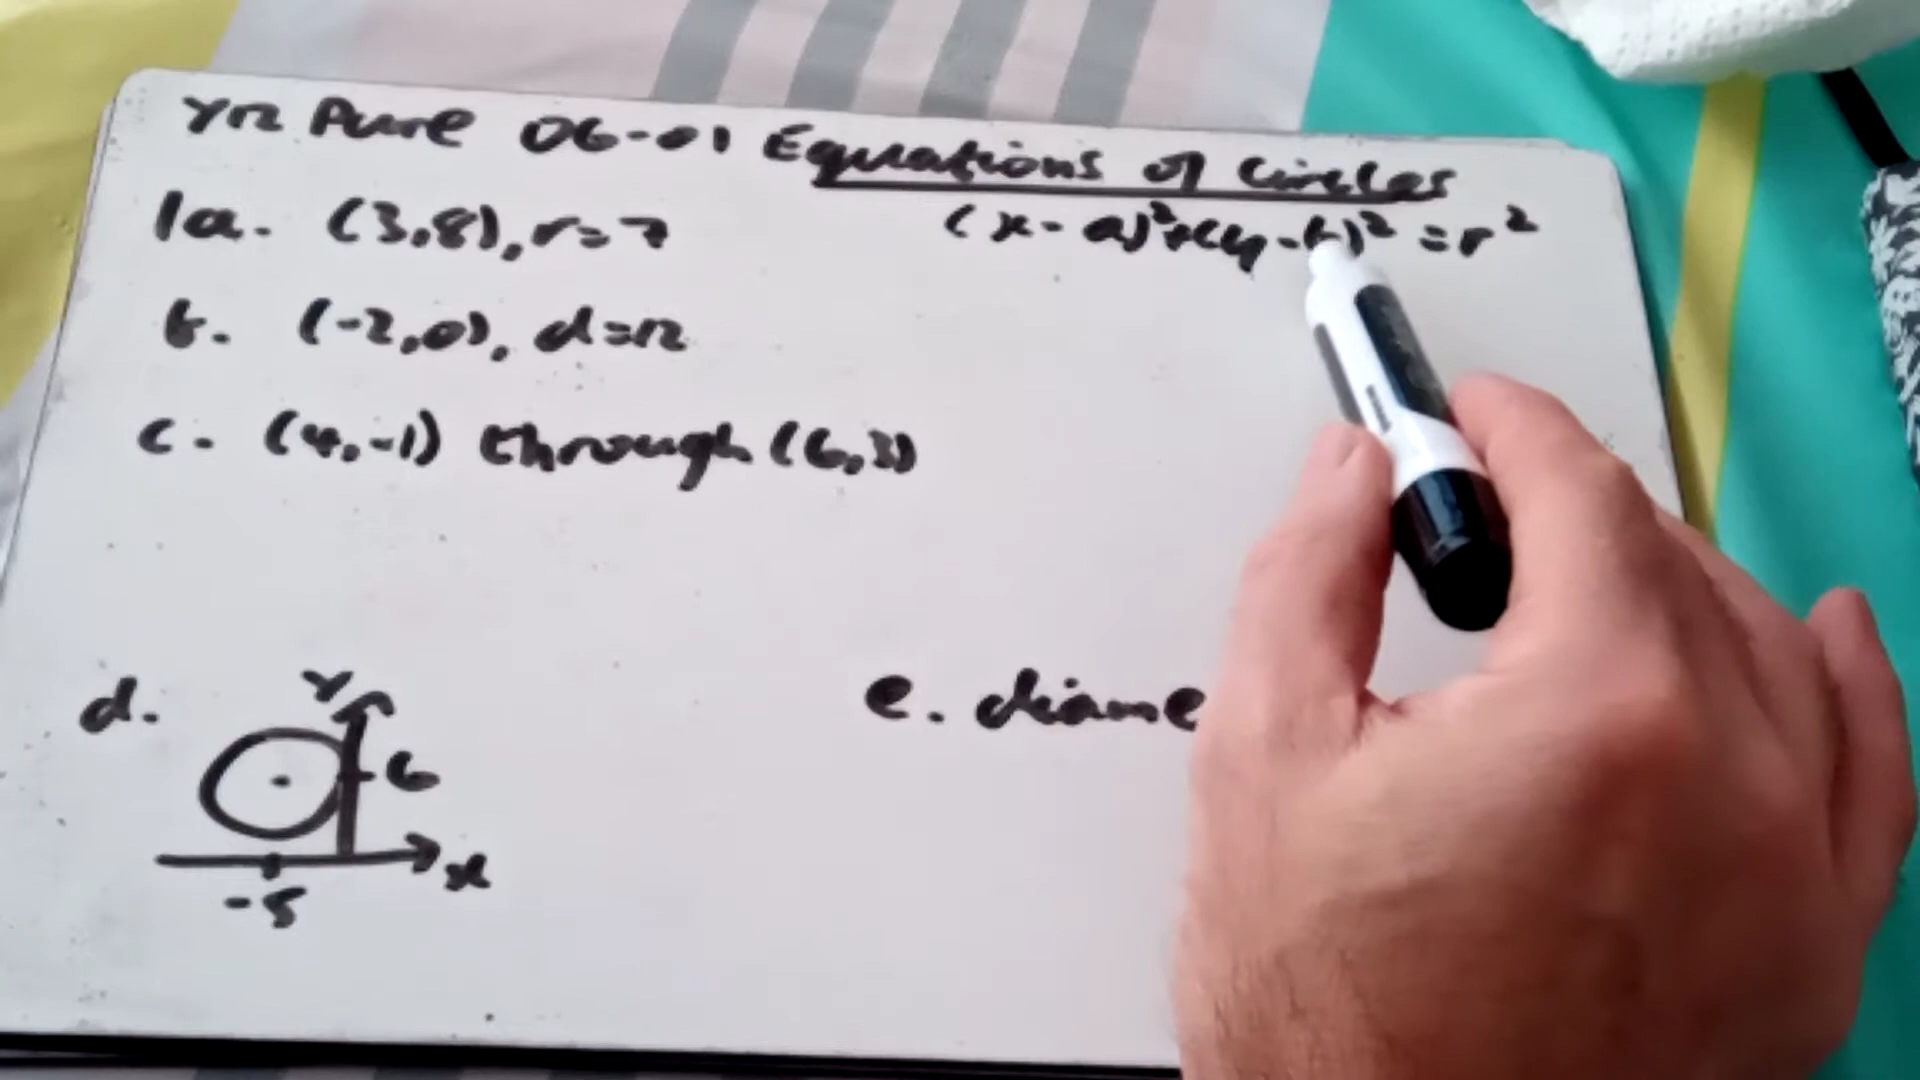 Yr12 Pure 06-01 Equations of Circles
1a. (3,8), r=7
(x-a)²+(y-b)²=r²
b. (-2,0), d=12
c. (4,-1) through (6,3)
d.
e. diame
Y
6
x
-5